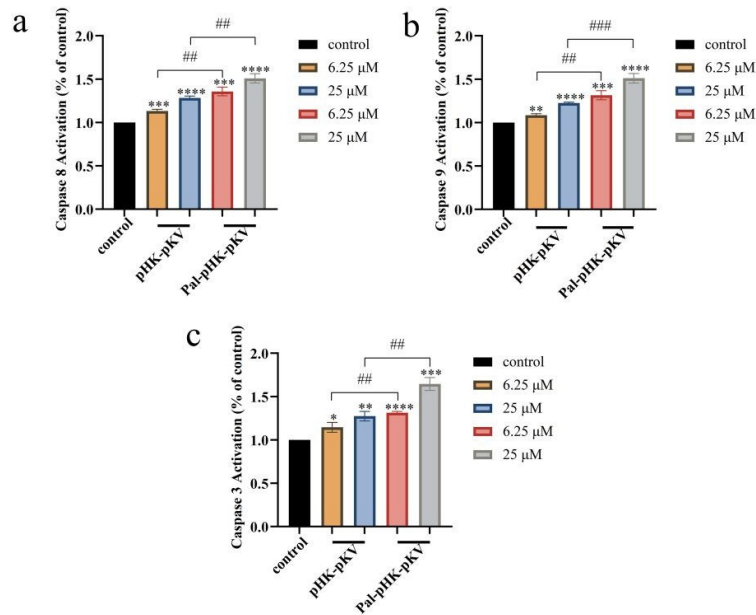 a
Caspase 8 Activation (% of control)
2.0
1.5
1.0
0.5
0.0
##
##
***
****
***
****
control
pHK-pKV
Pal-pHK-pKV
control
6.25 μM
25 μM
6.25 μM
25 μM
b
Caspase 9 Activation (% of control)
2.0
1.5
1.0
0.5
0.0
###
##
**
****
***
****
control
pHK-pKV
Pal-pHK-pKV
control
6.25 μM
25 μM
6.25 μM
25 μM
c
Caspase 3 Activation (% of control)
2.0
1.5
1.0
0.5
0.0
##
##
*
**
****
***
control
pHK-pKV
Pal-pHK-pKV
control
6.25 μM
25 μM
6.25 μM
25 μM